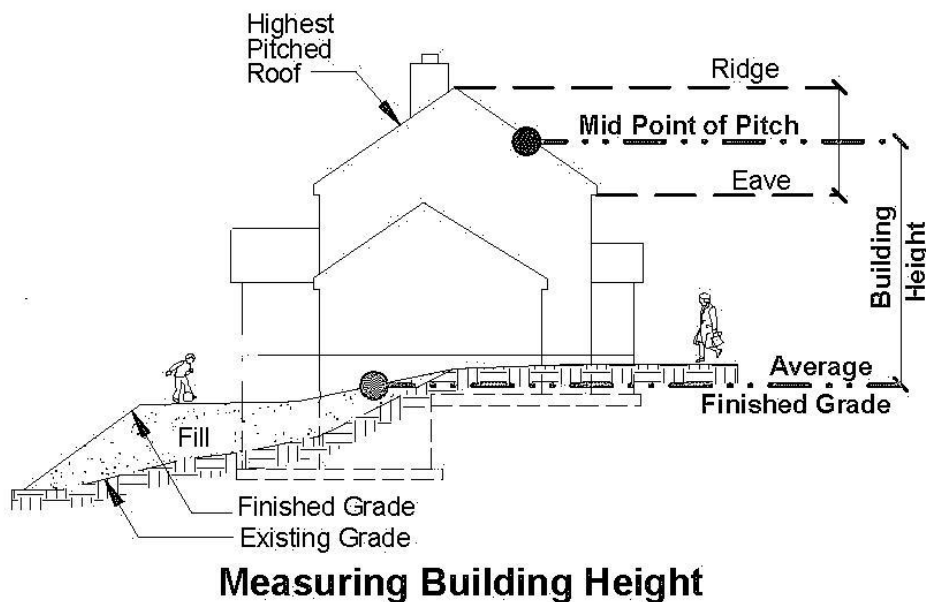 Highest
Pitched
Roof
Ridge
Mid Point of Pitch
Eave
Building
Height
Average
Finished Grade
Fill
Finished Grade
Existing Grade
Measuring Building Height